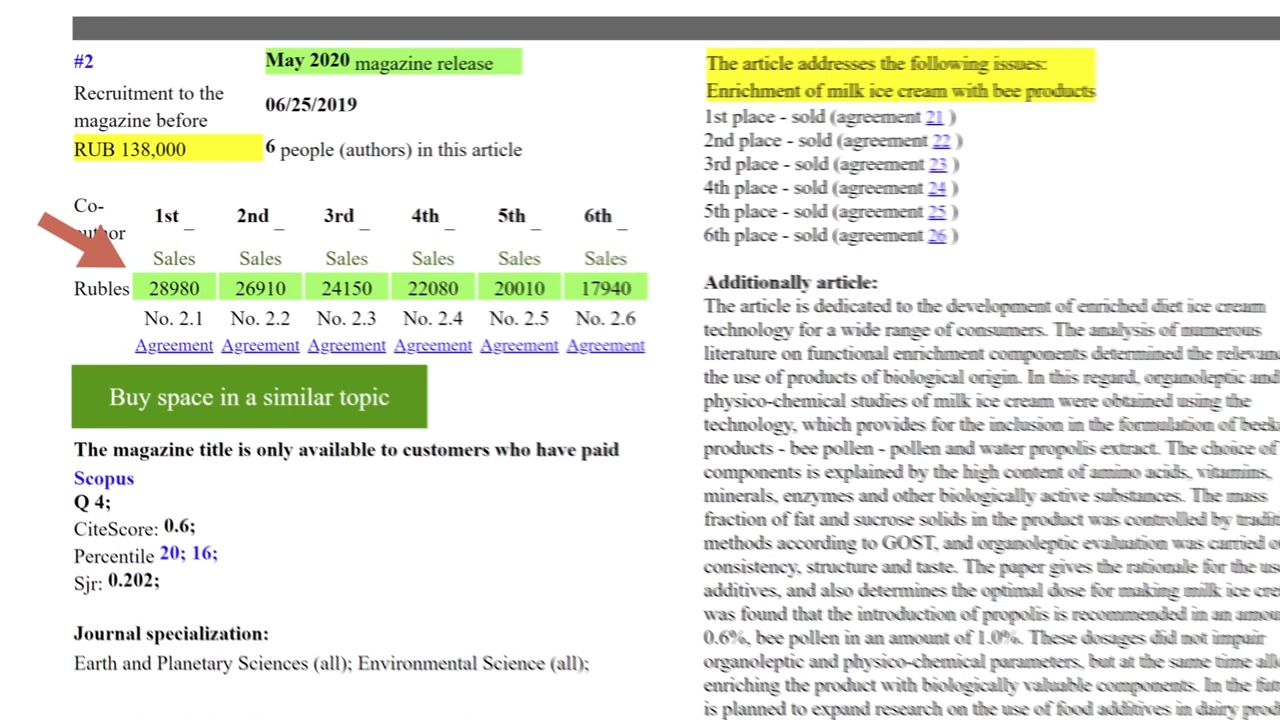 #2
May 2020 magazine release
Recruitment to the
magazine before
06/25/2019
RUB 138,000
6 people (authors) in this article
Co-
author
1st 2nd 3rd 4th 5th 6th
Sales Sales Sales Sales Sales Sales
Rubles 28980 26910 24150 22080 20010 17940
No. 2.1 No. 2.2 No. 2.3 No. 2.4 No. 2.5 No. 2.6
Agreement Agreement Agreement Agreement Agreement Agreement
Buy space in a similar topic
The magazine title is only available to customers who have paid
Scopus
Q 4;
CiteScore: 0.6;
Percentile 20; 16;
Sjr: 0.202;
Journal specialization:
Earth and Planetary Sciences (all); Environmental Science (all);
The article addresses the following issues:
Enrichment of milk ice cream with bee products
1st place - sold (agreement 21 )
2nd place - sold (agreement 22 )
3rd place - sold (agreement 23 )
4th place - sold (agreement 24 )
5th place - sold (agreement 25 )
6th place - sold (agreement 26 )
Additionally article:
The article is dedicated to the development of enriched diet ice cream
technology for a wide range of consumers. The analysis of numerous
literature on functional enrichment components determined the
the use of products of biological origin. In this regard, organoleptic and
physico-chemical studies of milk ice cream were obtained using the
technology, which provides for the inclusion in the formulation of
products - bee pollen - pollen and water propolis extract. The choice of
components is explained by the high content of amino acids, vitamins,
minerals, enzymes and other biologically active substances. The mass
fraction of fat and sucrose solids in the product was controlled by
methods according to GOST, and organoleptic evaluation was carried
consistency, structure and taste. The paper gives the rationale for the
additives, and also determines the optimal dose for making milk ice
was found that the introduction of propolis is recommended in an
0.6%, bee pollen in an amount of 1.0%. These dosages did not impair
organoleptic and physico-chemical parameters, but at the same time
enriching the product with biologically valuable components. In the
is planned to expand research on the use of food additives in dairy